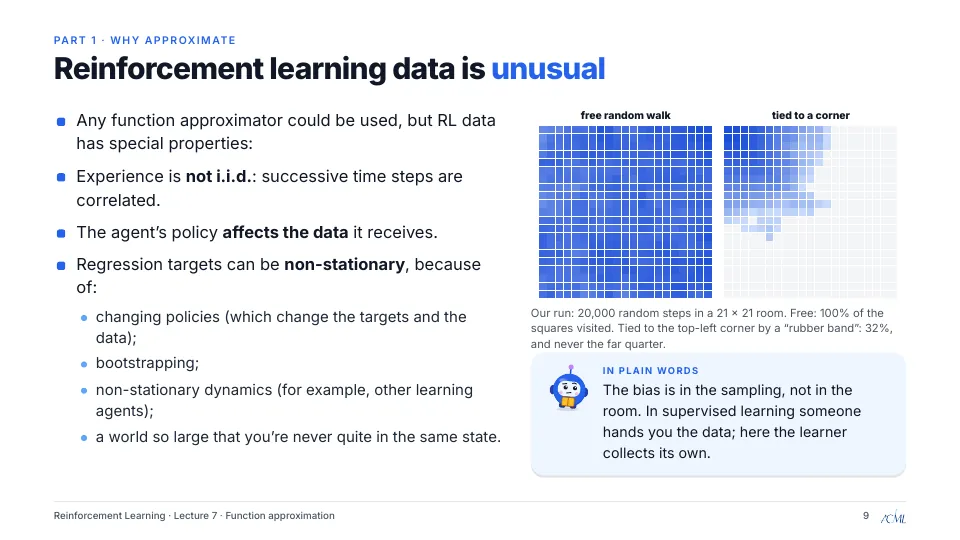 PART 1 · WHY APPROXIMATE
Reinforcement learning data is unusual
Any function approximator could be used, but RL data
has special properties:
Experience is not i.i.d.: successive time steps are
correlated.
The agent’s policy affects the data it receives.
Regression targets can be non-stationary, because
of:
changing policies (which change the targets and the
data);
bootstrapping;
non-stationary dynamics (for example, other learning
agents);
a world so large that you’re never quite in the same state.
free random walk
tied to a corner
Our run: 20,000 random steps in a 21 × 21 room. Free: 100% of the
squares visited. Tied to the top-left corner by a “rubber band”: 32%,
and never the far quarter.
IN PLAIN WORDS
The bias is in the sampling, not in the
room. In supervised learning someone
hands you the data; here the learner
collects its own.
Reinforcement Learning · Lecture 7 · Function approximation
9